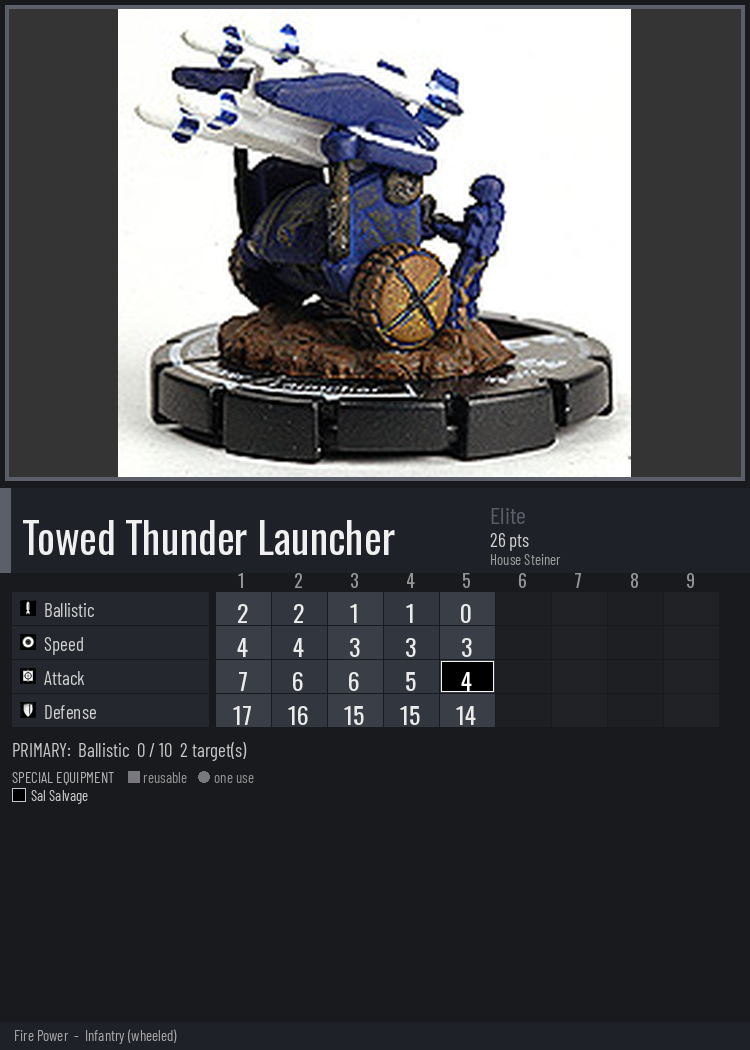 Launcher
Towed Thunder Launcher
Elite
26 pts
House Steiner
1 2 3 4 5 6 7 8 9
Ballistic 2 2 1 1 0
Speed 4 4 3 3 3
Attack 7 6 6 5 4
Defense 17 16 15 15 14
PRIMARY: Ballistic 0 / 10 2 target(s)
SPECIAL EQUIPMENT reusable one use
Sal Salvage
Fire Power - Infantry (wheeled)